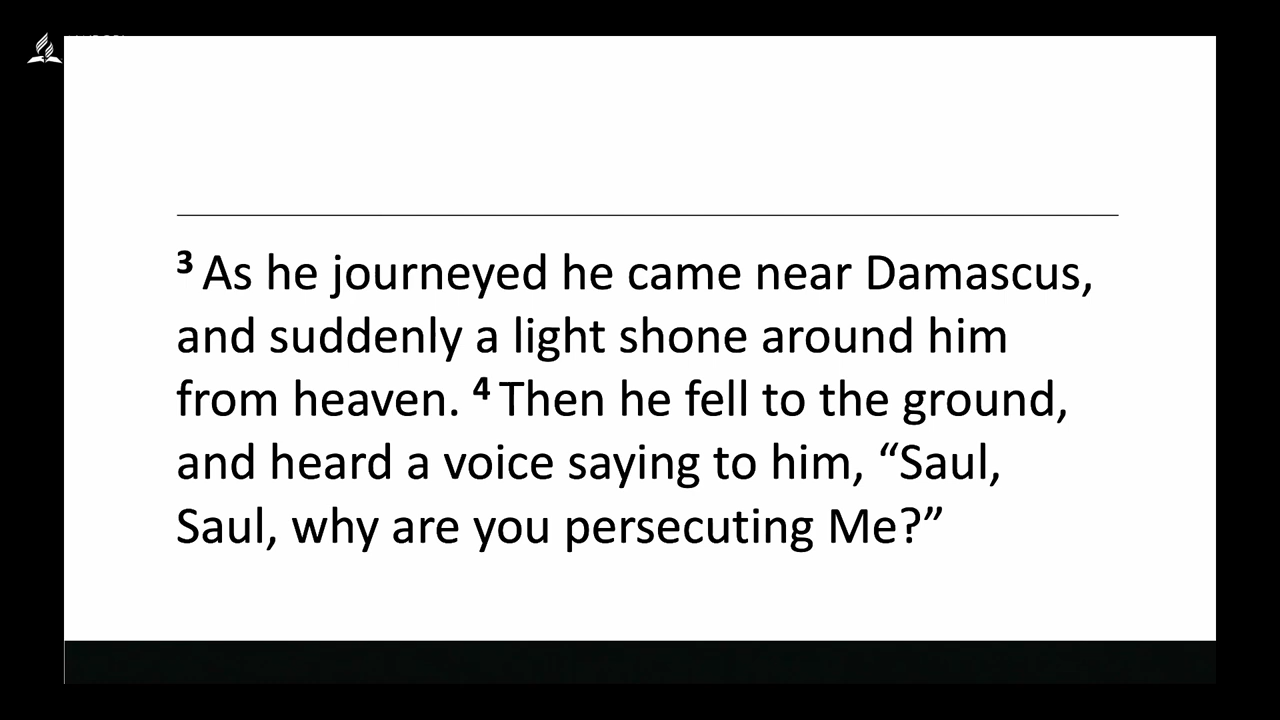 ³ As he journeyed he came near Damascus,
and suddenly a light shone around him
from heaven. ⁴ Then he fell to the ground,
and heard a voice saying to him, “Saul,
Saul, why are you persecuting Me?”